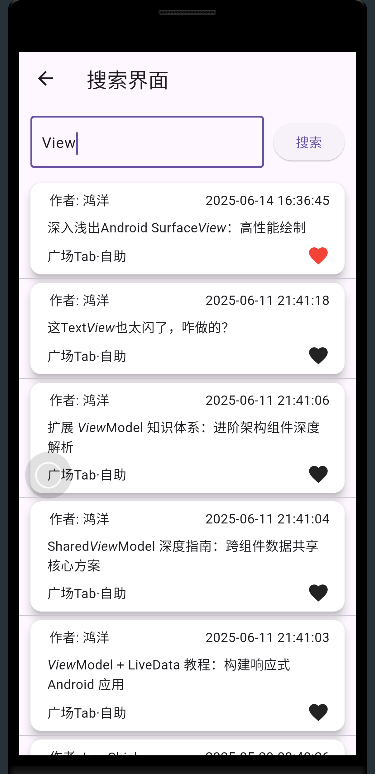 搜索界面
View
搜索
作者: 鸿洋 2025-06-14 16:36:45
深入浅出Android SurfaceView：高性能绘制
广场Tab·自助
作者: 鸿洋 2025-06-11 21:41:18
这TextView也太闪了，咋做的?
广场Tab·自助
作者: 鸿洋 2025-06-11 21:41:06
扩展 ViewModel 知识体系：进阶架构组件深度
解析
广场Tab·自助
作者: 鸿洋 2025-06-11 21:41:04
SharedViewModel 深度指南：跨组件数据共享
核心方案
广场Tab·自助
作者: 鸿洋 2025-06-11 21:41:03
ViewModel + LiveData 教程：构建响应式
Android 应用
广场Tab·自助